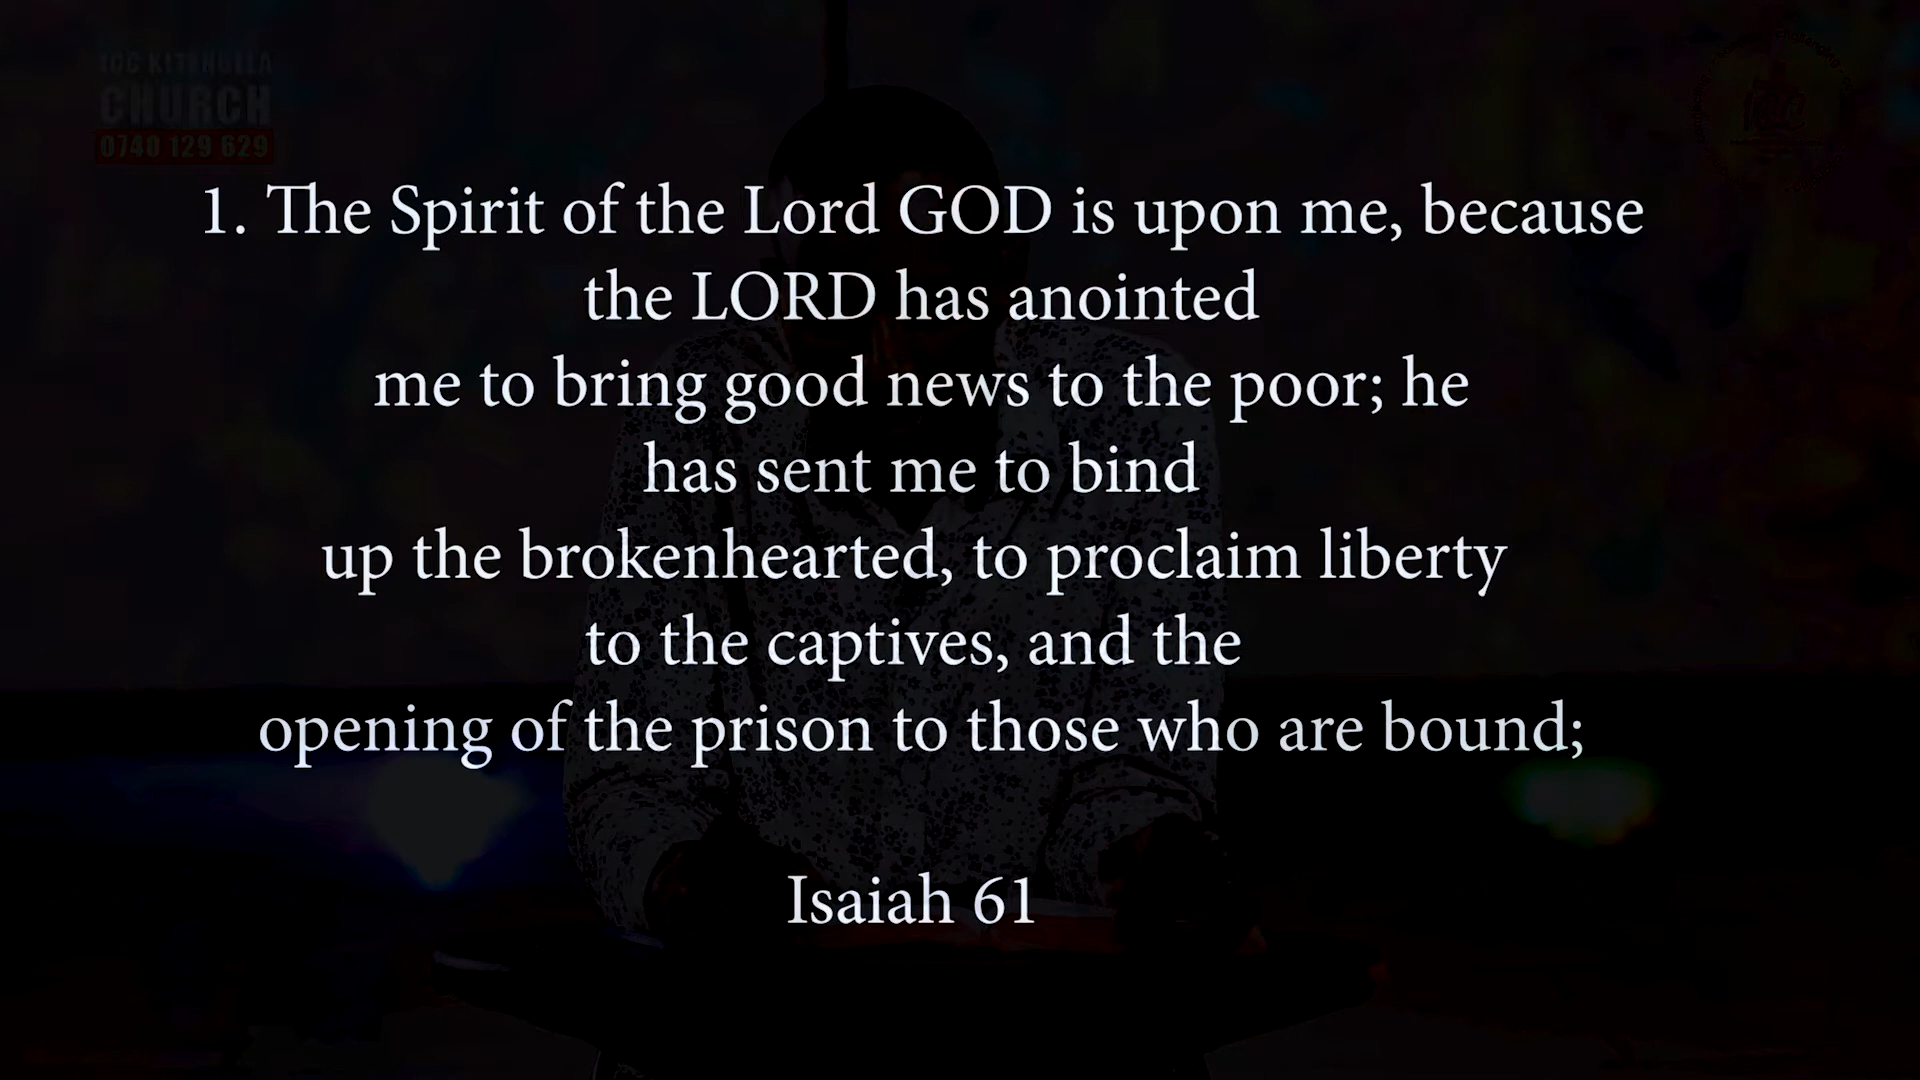 ICC KITENGELA
CHURCH
0740 129 629
1. The Spirit of the Lord GOD is upon me, because
the LORD has anointed
me to bring good news to the poor; he
has sent me to bind
up the brokenhearted, to proclaim liberty
to the captives, and the
opening of the prison to those who are bound;
Isaiah 61